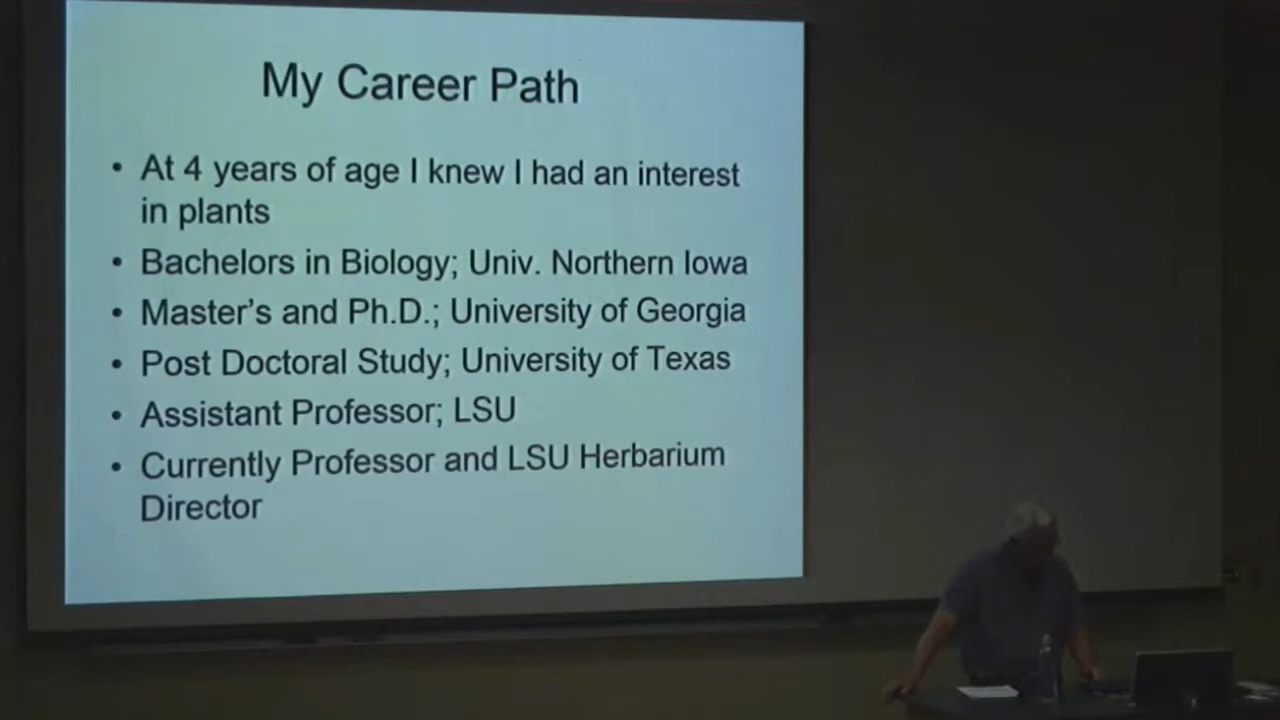 My Career Path
• At 4 years of age I knew I had an interest
in plants
• Bachelors in Biology; Univ. Northern Iowa
• Master's and Ph.D.; University of Georgia
• Post Doctoral Study; University of Texas
• Assistant Professor; LSU
• Currently Professor and LSU Herbarium
Director